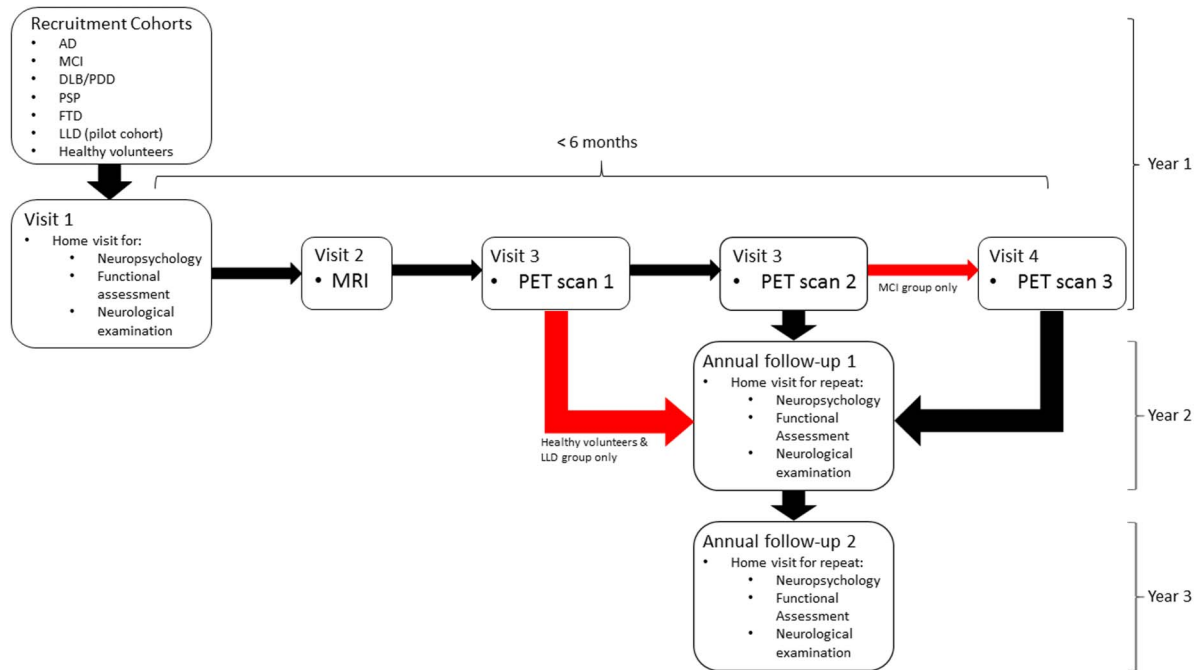 Recruitment Cohorts
• AD
• MCI
• DLB/PDD
• PSP
• FTD
• LLD (pilot cohort)
• Healthy volunteers
< 6 months
Year 1
Visit 1
• Home visit for:
• Neuropsychology
• Functional
assessment
• Neurological
examination
Visit 2
• MRI
Visit 3
• PET scan 1
Visit 3
• PET scan 2
MCI group only
Visit 4
• PET scan 3
Healthy volunteers &
LLD group only
Annual follow-up 1
• Home visit for repeat:
• Neuropsychology
• Functional
Assessment
• Neurological
examination
Year 2
Annual follow-up 2
• Home visit for repeat:
• Neuropsychology
• Functional
Assessment
• Neurological
examination
Year 3